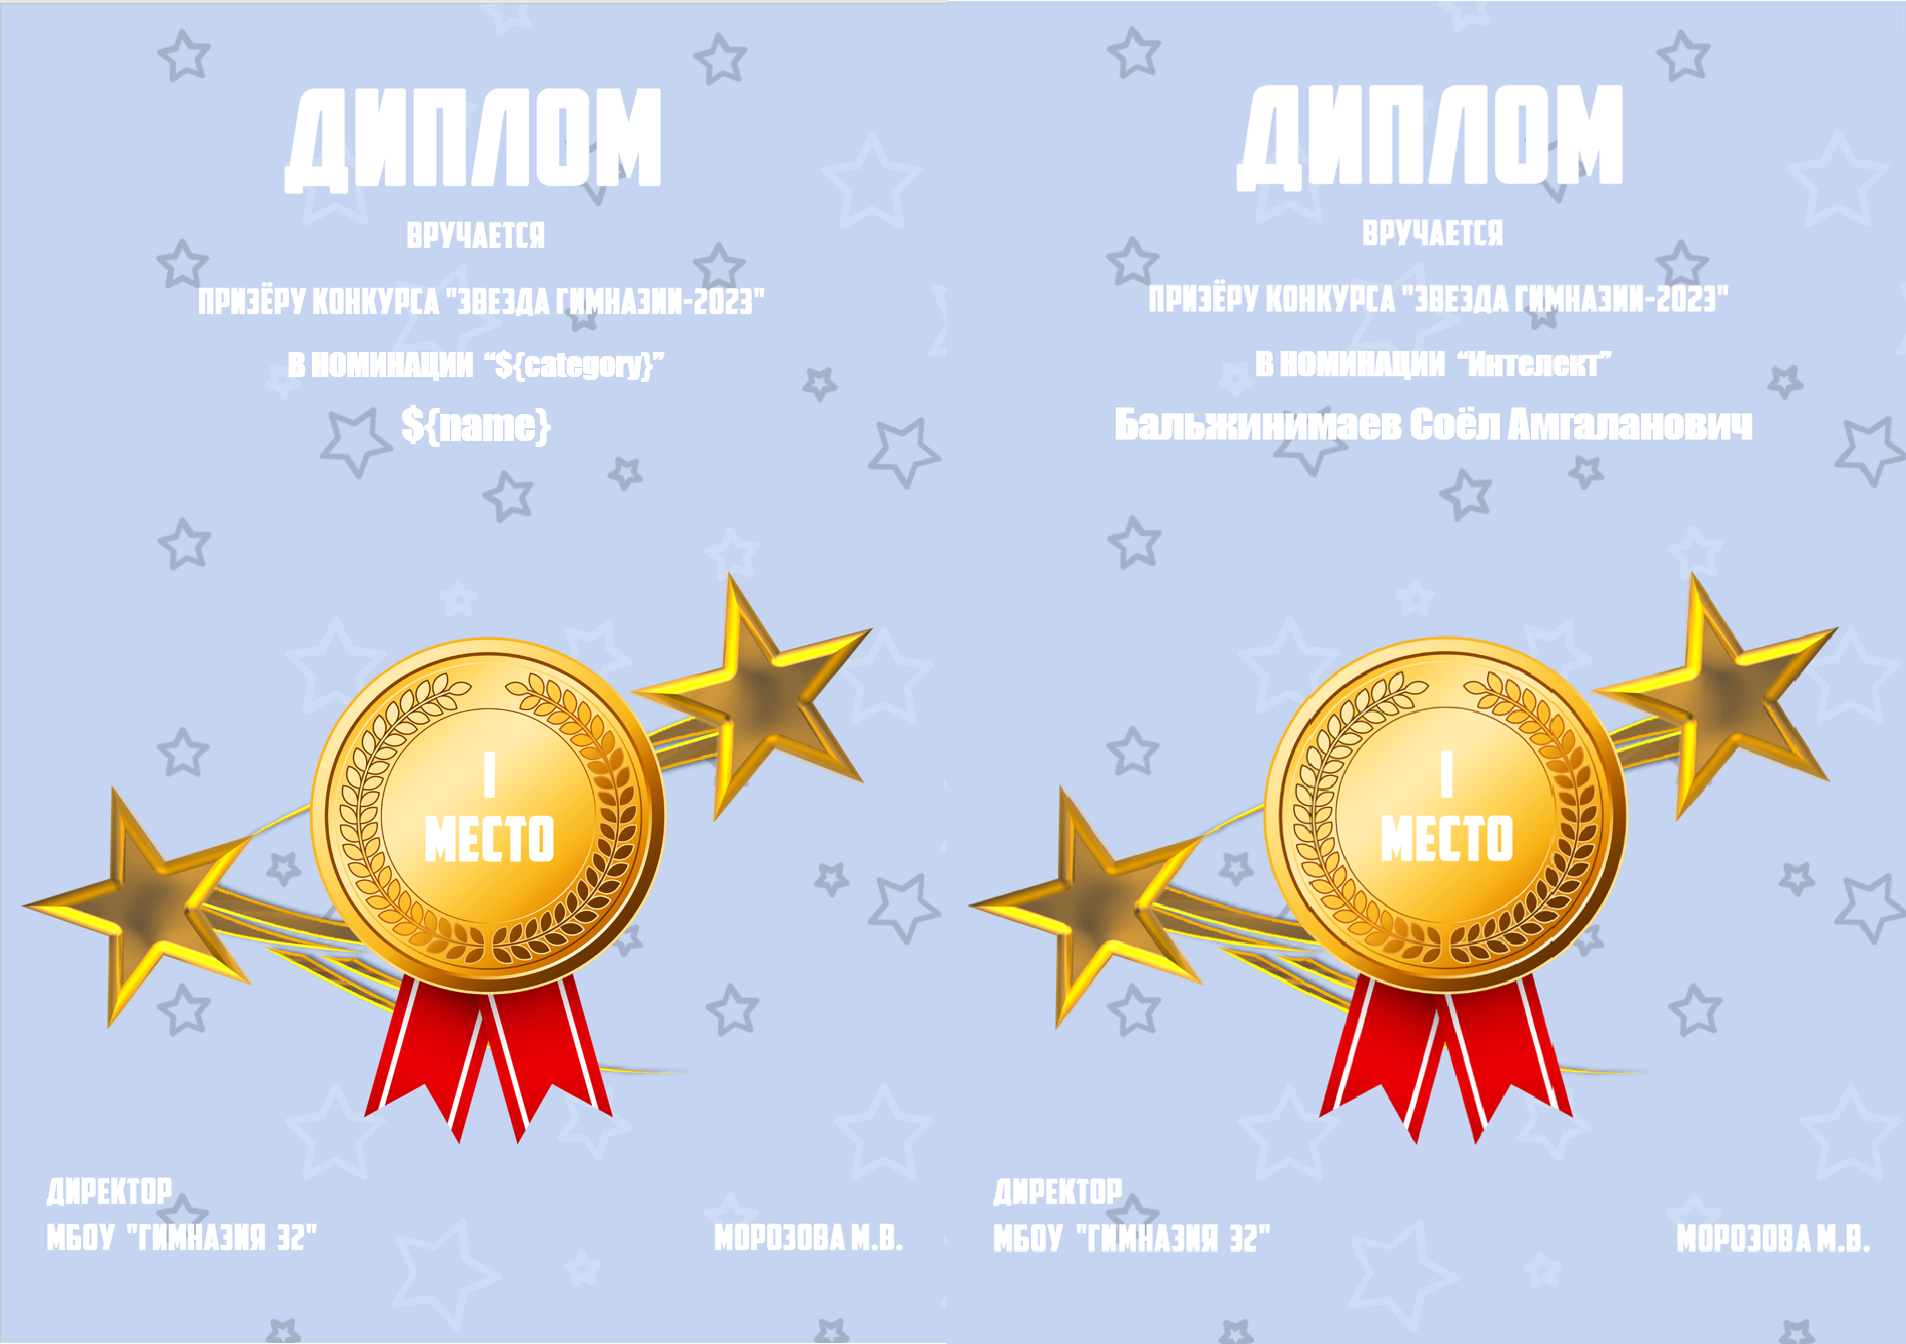 ДИПЛОМ
ВРУЧАЕТСЯ
ПРИЗЁРУ КОНКУРСА "ЗВЕЗДА ГИМНАЗИИ-2023"
В НОМИНАЦИИ “${category}”
${name}
I
МЕСТО
ДИРЕКТОР
МБОУ "ГИМНАЗИЯ 32"
МОРОЗОВА М.В.
ДИПЛОМ
ВРУЧАЕТСЯ
ПРИЗЁРУ КОНКУРСА "ЗВЕЗДА ГИМНАЗИИ-2023"
В НОМИНАЦИИ “Интелект”
Бальжинимаев Соёл Амгаланович
I
МЕСТО
ДИРЕКТОР
МБОУ "ГИМНАЗИЯ 32"
МОРОЗОВА М.В.